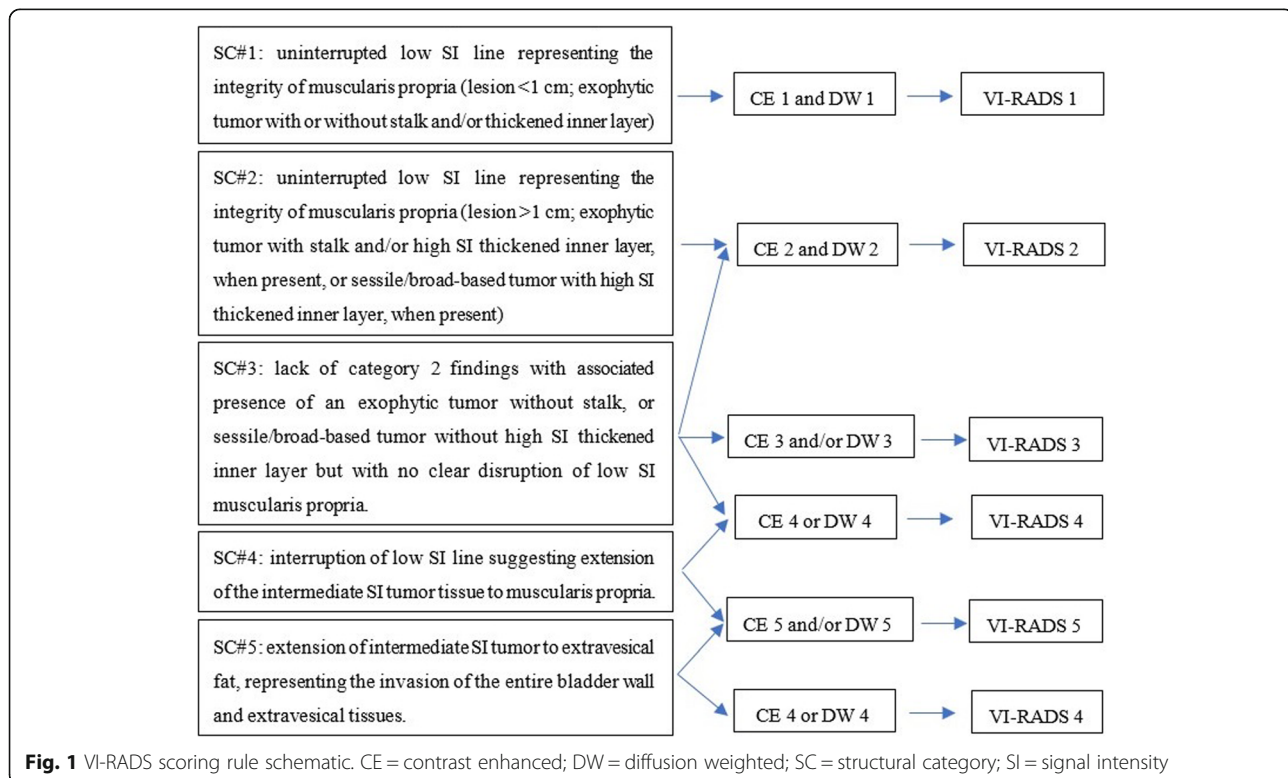 SC#1: uninterrupted low SI line representing the
integrity of muscularis propria (lesion <1 cm; exophytic
tumor with or without stalk and/or thickened inner layer)
CE 1 and DW 1
VI-RADS 1
SC#2: uninterrupted low SI line representing the
integrity of muscularis propria (lesion >1 cm; exophytic
tumor with stalk and/or high SI thickened inner layer,
when present, or sessile/broad-based tumor with high SI
thickened inner layer, when present)
CE 2 and DW 2
VI-RADS 2
SC#3: lack of category 2 findings with associated
presence of an exophytic tumor without stalk, or
sessile/broad-based tumor without high SI thickened
inner layer but with no clear disruption of low SI
muscularis propria.
CE 3 and/or DW 3
VI-RADS 3
CE 4 or DW 4
VI-RADS 4
SC#4: interruption of low SI line suggesting extension
of the intermediate SI tumor tissue to muscularis propria.
CE 5 and/or DW 5
VI-RADS 5
SC#5: extension of intermediate SI tumor to extravesical
fat, representing the invasion of the entire bladder wall
and extravesical tissues.
CE 4 or DW 4
VI-RADS 4
Fig. 1 VI-RADS scoring rule schematic. CE = contrast enhanced; DW = diffusion weighted; SC = structural category; SI = signal intensity